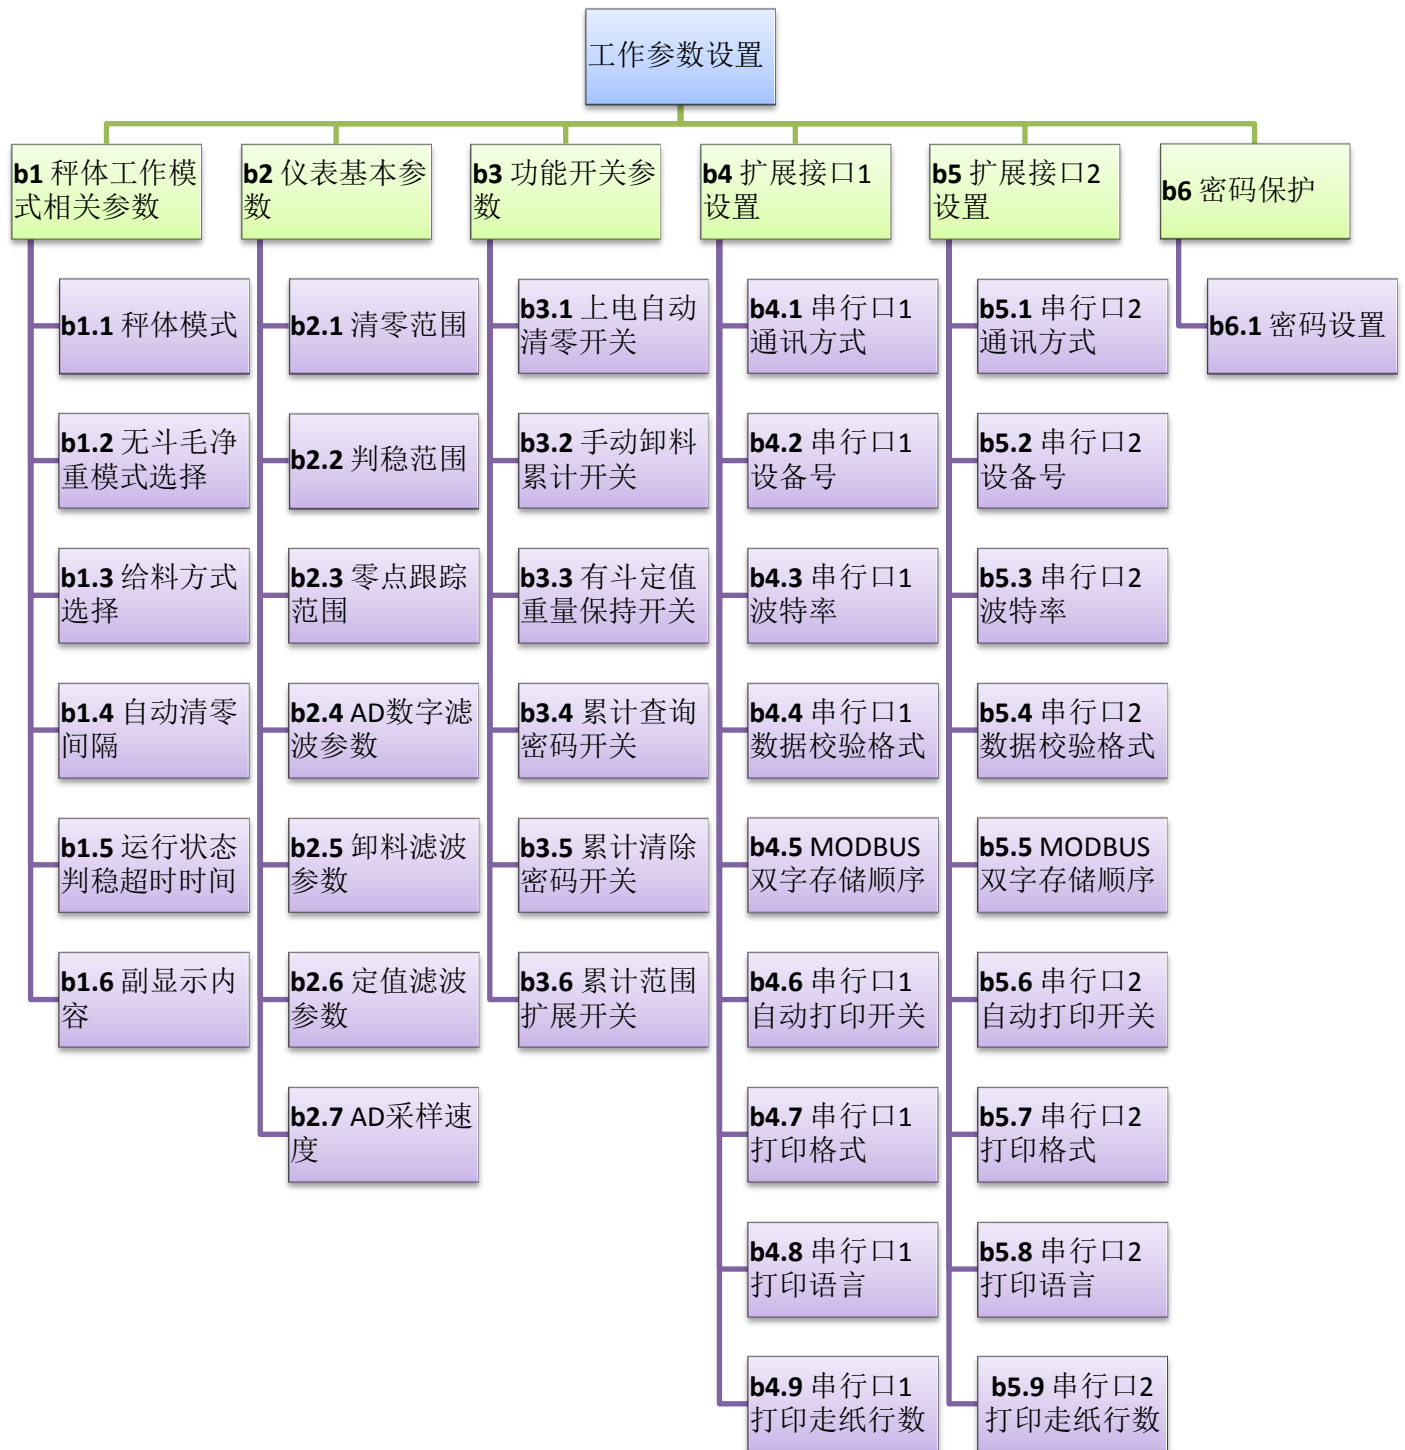 工作参数设置
b1 秤体工作模
式相关参数
b2 仪表基本参
数
b3 功能开关参
数
b4 扩展接口1
设置
b5 扩展接口2
设置
b6 密码保护
b1.1 秤体模式
b1.2 无斗毛净
重模式选择
b1.3 给料方式
选择
b1.4 自动清零
间隔
b1.5 运行状态
判稳超时时间
b1.6 副显示内
容
b2.1 清零范围
b2.2 判稳范围
b2.3 零点跟踪
范围
b2.4 AD数字滤
波参数
b2.5 卸料滤波
参数
b2.6 定值滤波
参数
b2.7 AD采样速
度
b3.1 上电自动
清零开关
b3.2 手动卸料
累计开关
b3.3 有斗定值
重量保持开关
b3.4 累计查询
密码开关
b3.5 累计清除
密码开关
b3.6 累计范围
扩展开关
b4.1 串行口1
通讯方式
b4.2 串行口1
设备号
b4.3 串行口1
波特率
b4.4 串行口1
数据校验格式
b4.5 MODBUS
双字存储顺序
b4.6 串行口1
自动打印开关
b4.7 串行口1
打印格式
b4.8 串行口1
打印语言
b4.9 串行口1
打印走纸行数
b5.1 串行口2
通讯方式
b5.2 串行口2
设备号
b5.3 串行口2
波特率
b5.4 串行口2
数据校验格式
b5.5 MODBUS
双字存储顺序
b5.6 串行口2
自动打印开关
b5.7 串行口2
打印格式
b5.8 串行口2
打印语言
b5.9 串行口2
打印走纸行数
b6.1 密码设置